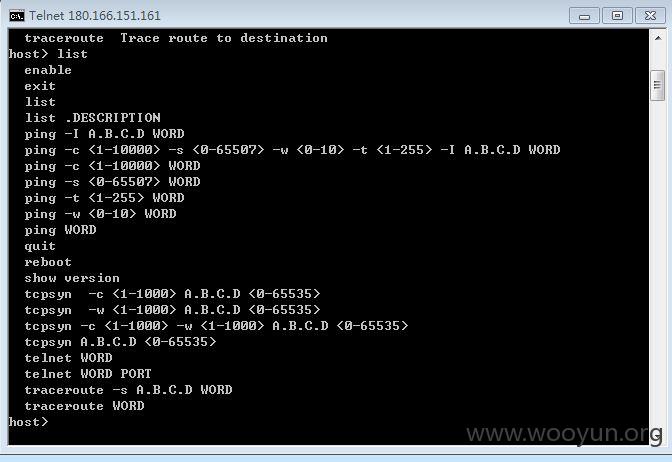 Telnet 180.166.151.161
traceroute  Trace route to destination
host> list
enable
exit
list
list .DESCRIPTION
ping -I A.B.C.D WORD
ping -c <1-10000> -s <0-65507> -w <0-10> -t <1-255> -I A.B.C.D WORD
ping -c <1-10000> WORD
ping -s <0-65507> WORD
ping -t <1-255> WORD
ping -w <0-10> WORD
ping WORD
quit
reboot
show version
tcpsyn  -c <1-1000> A.B.C.D <0-65535>
tcpsyn  -w <1-1000> A.B.C.D <0-65535>
tcpsyn -c <1-1000> -w <1-1000> A.B.C.D <0-65535>
tcpsyn A.B.C.D <0-65535>
telnet WORD
telnet WORD PORT
traceroute -s A.B.C.D WORD
traceroute WORD
host>
www.wooyun.org